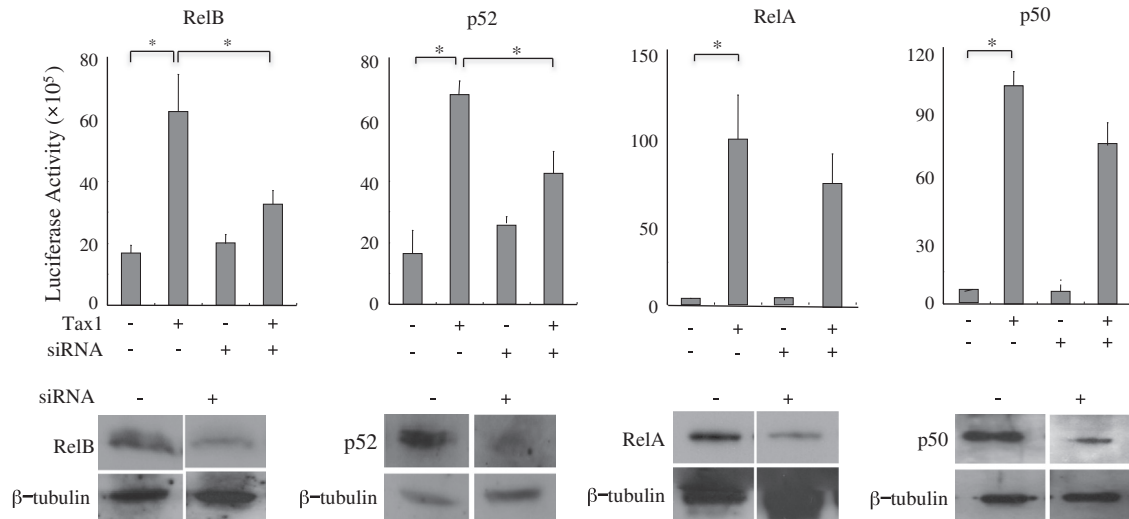 RelB
p52
RelA
p50
Luciferase Activity (×10⁵)
80
60
40
20
0
* *
80
60
40
20
0
* *
150
100
50
0
*
120
90
60
30
0
*
Tax1 - + - + - + - + - + - + - + - +
siRNA - - + + - - + + - - + + - - + +
siRNA - + - + - + - +
RelB
p52
RelA
p50
β-tubulin
β-tubulin
β-tubulin
β-tubulin